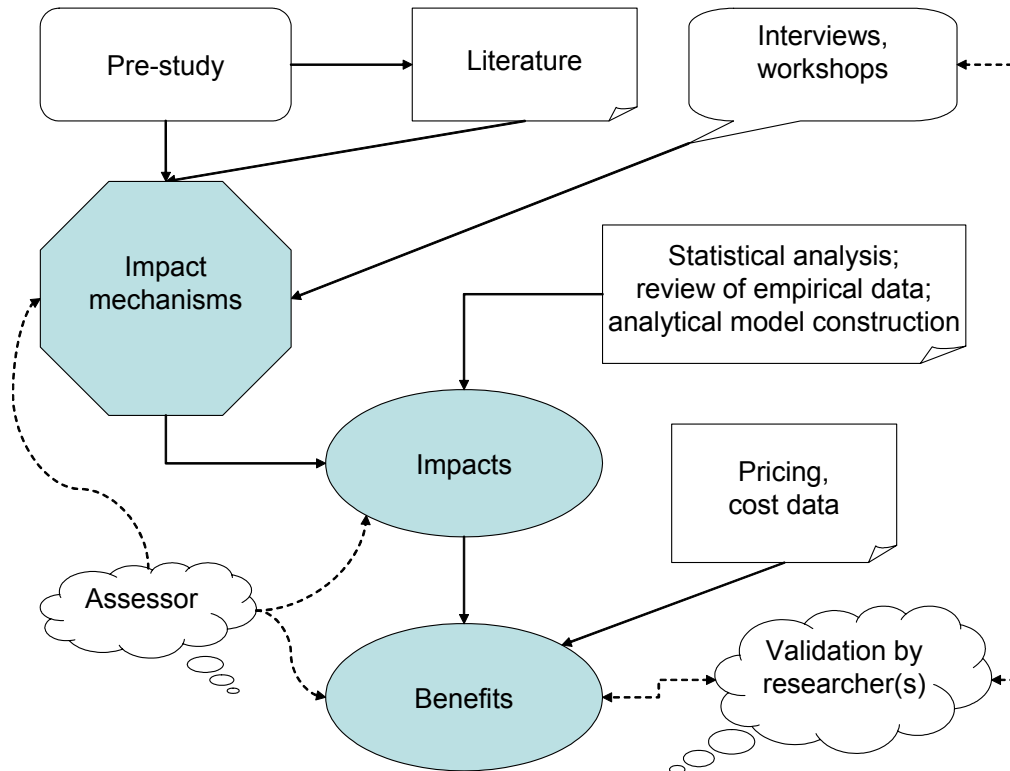 Pre-study
Literature
Interviews,
workshops
Impact
mechanisms
Statistical analysis;
review of empirical data;
analytical model construction
Impacts
Pricing,
cost data
Assessor
Benefits
Validation by
researcher(s)